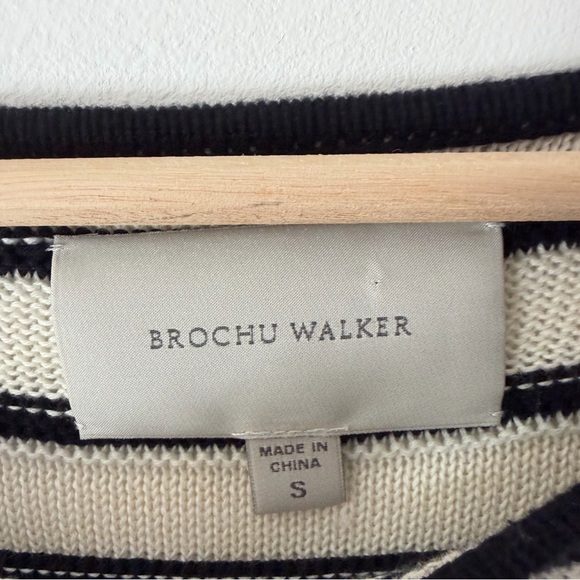 BROCHU WALKER
MADE IN
CHINA
S